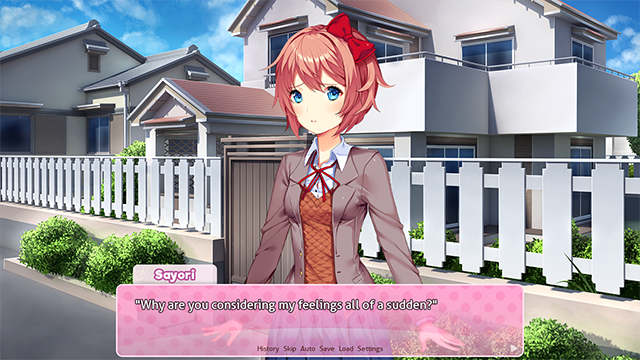 Sayori
"Why are you considering my feelings all of a sudden?"
History Skip Auto Save Load Settings